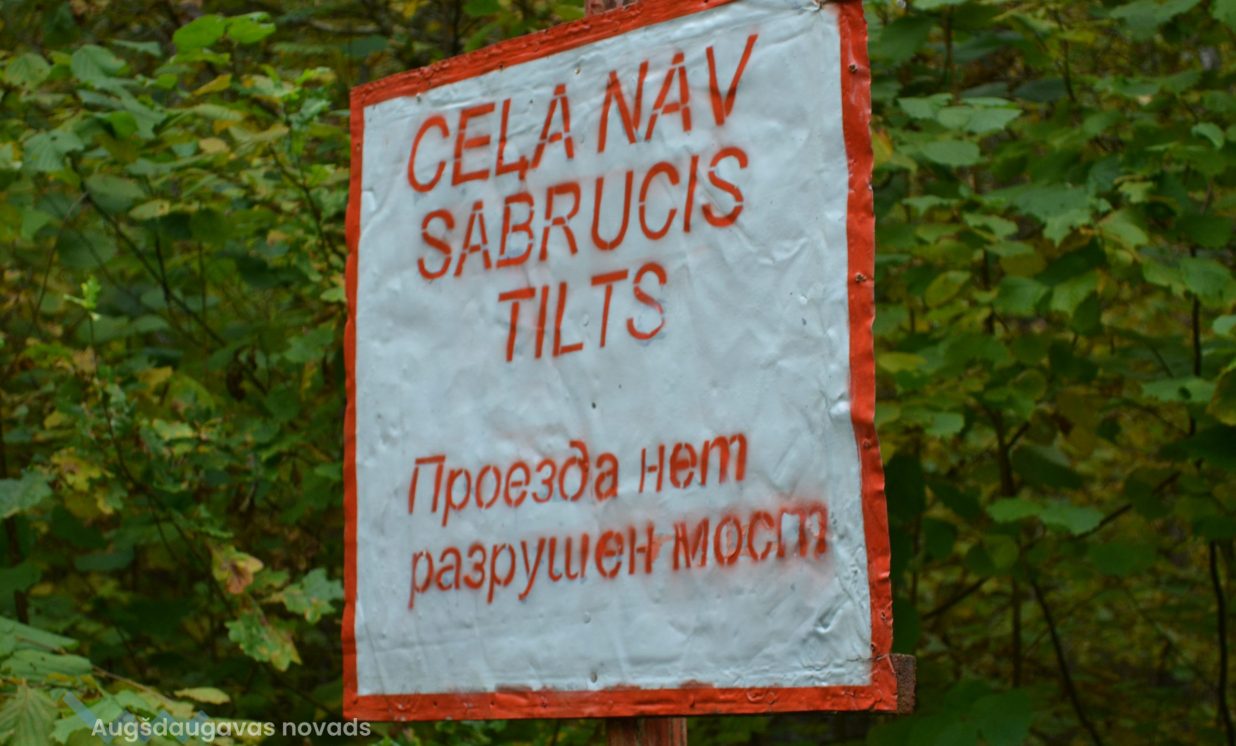 CEĻA NAV
SABRUCIS
TILTS
Проезда нет
разрушен мост
Augšdaugavas novads